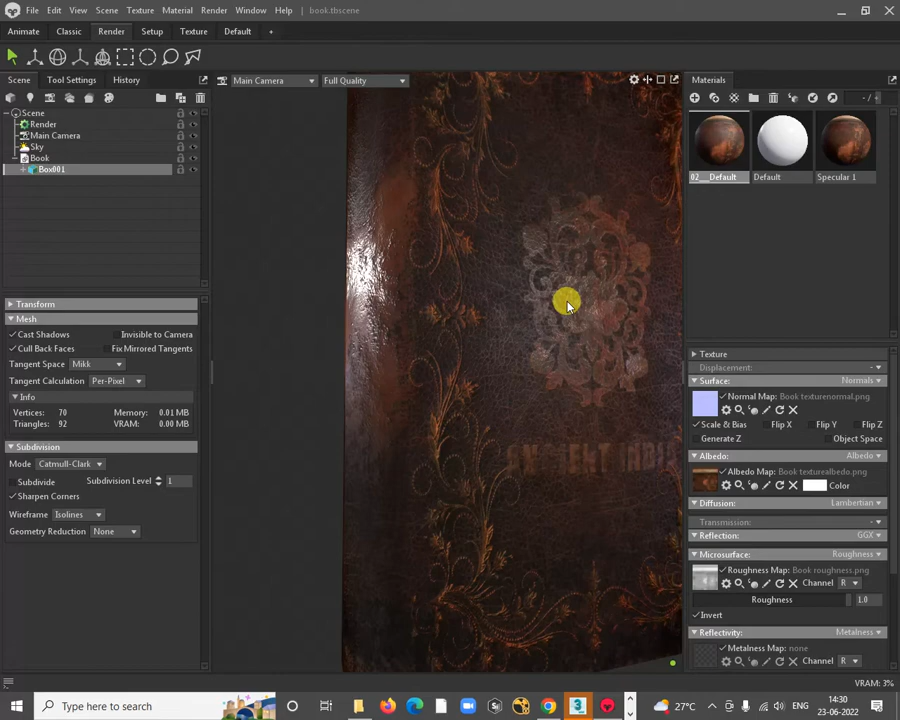 File Edit View Scene Texture Material Render Window Help book.tbscene
Animate Classic Render Setup Texture Default +
Scene Tool Settings History
Main Camera Full Quality
Materials
-/+
Scene
Render
Main Camera
Sky
Book
Box001
02__Default Default Specular 1
Transform
Mesh
Cast Shadows Invisible to Camera
Cull Back Faces Fix Mirrored Tangents
Tangent Space Mikk
Tangent Calculation Per-Pixel
Info
Vertices: 70 Memory: 0.01 MB
Triangles: 92 VRAM: 0.00 MB
Subdivision
Mode Catmull-Clark
Subdivide Subdivision Level 1
Sharpen Corners
Wireframe Isolines
Geometry Reduction None
ANCIENT INDI
Texture
Displacement: -
Surface: Normals
Normal Map: Book texturenormal.png
Scale & Bias Flip X Flip Y Flip Z
Generate Z Object Space
Albedo: Albedo
Albedo Map: Book texturealbedo.png
Color
Diffusion: Lambertian
Transmission: -
Reflection: GGX
Microsurface: Roughness
Roughness Map: Book roughness.png
Channel R
Roughness 1.0
Invert
Reflectivity: Metalness
Metalness Map: none
Channel R
VRAM: 3%
Type here to search
27°C
ENG
14:30
23-06-2022